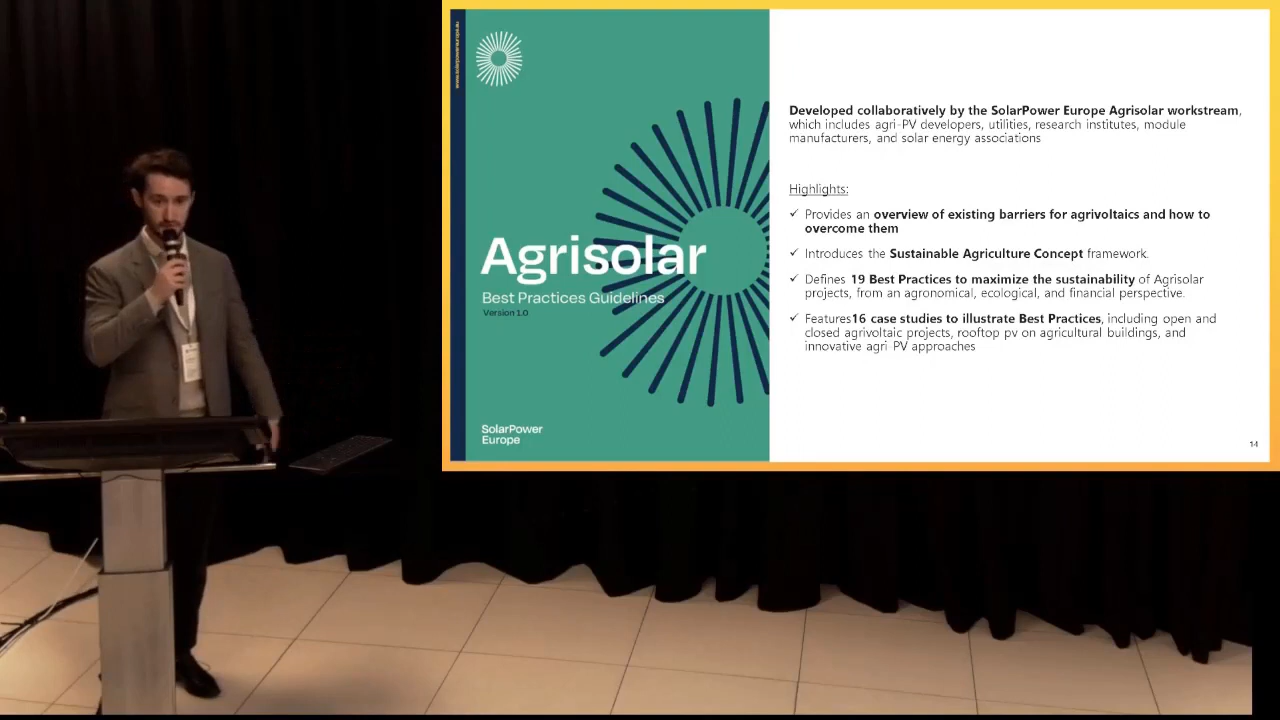 www.solarpowereurope.eu
Agrisolar
Best Practices Guidelines
Version 1.0
SolarPower
Europe
Developed collaboratively by the SolarPower Europe Agrisolar workstream,
which includes agri-PV developers, utilities, research institutes, module
manufacturers, and solar energy associations
Highlights:
✓ Provides an overview of existing barriers for agrivoltaics and how to
overcome them
✓ Introduces the Sustainable Agriculture Concept framework.
✓ Defines 19 Best Practices to maximize the sustainability of Agrisolar
projects, from an agronomical, ecological, and financial perspective.
✓ Features16 case studies to illustrate Best Practices, including open and
closed agrivoltaic projects, rooftop pv on agricultural buildings, and
innovative agri-PV approaches
14